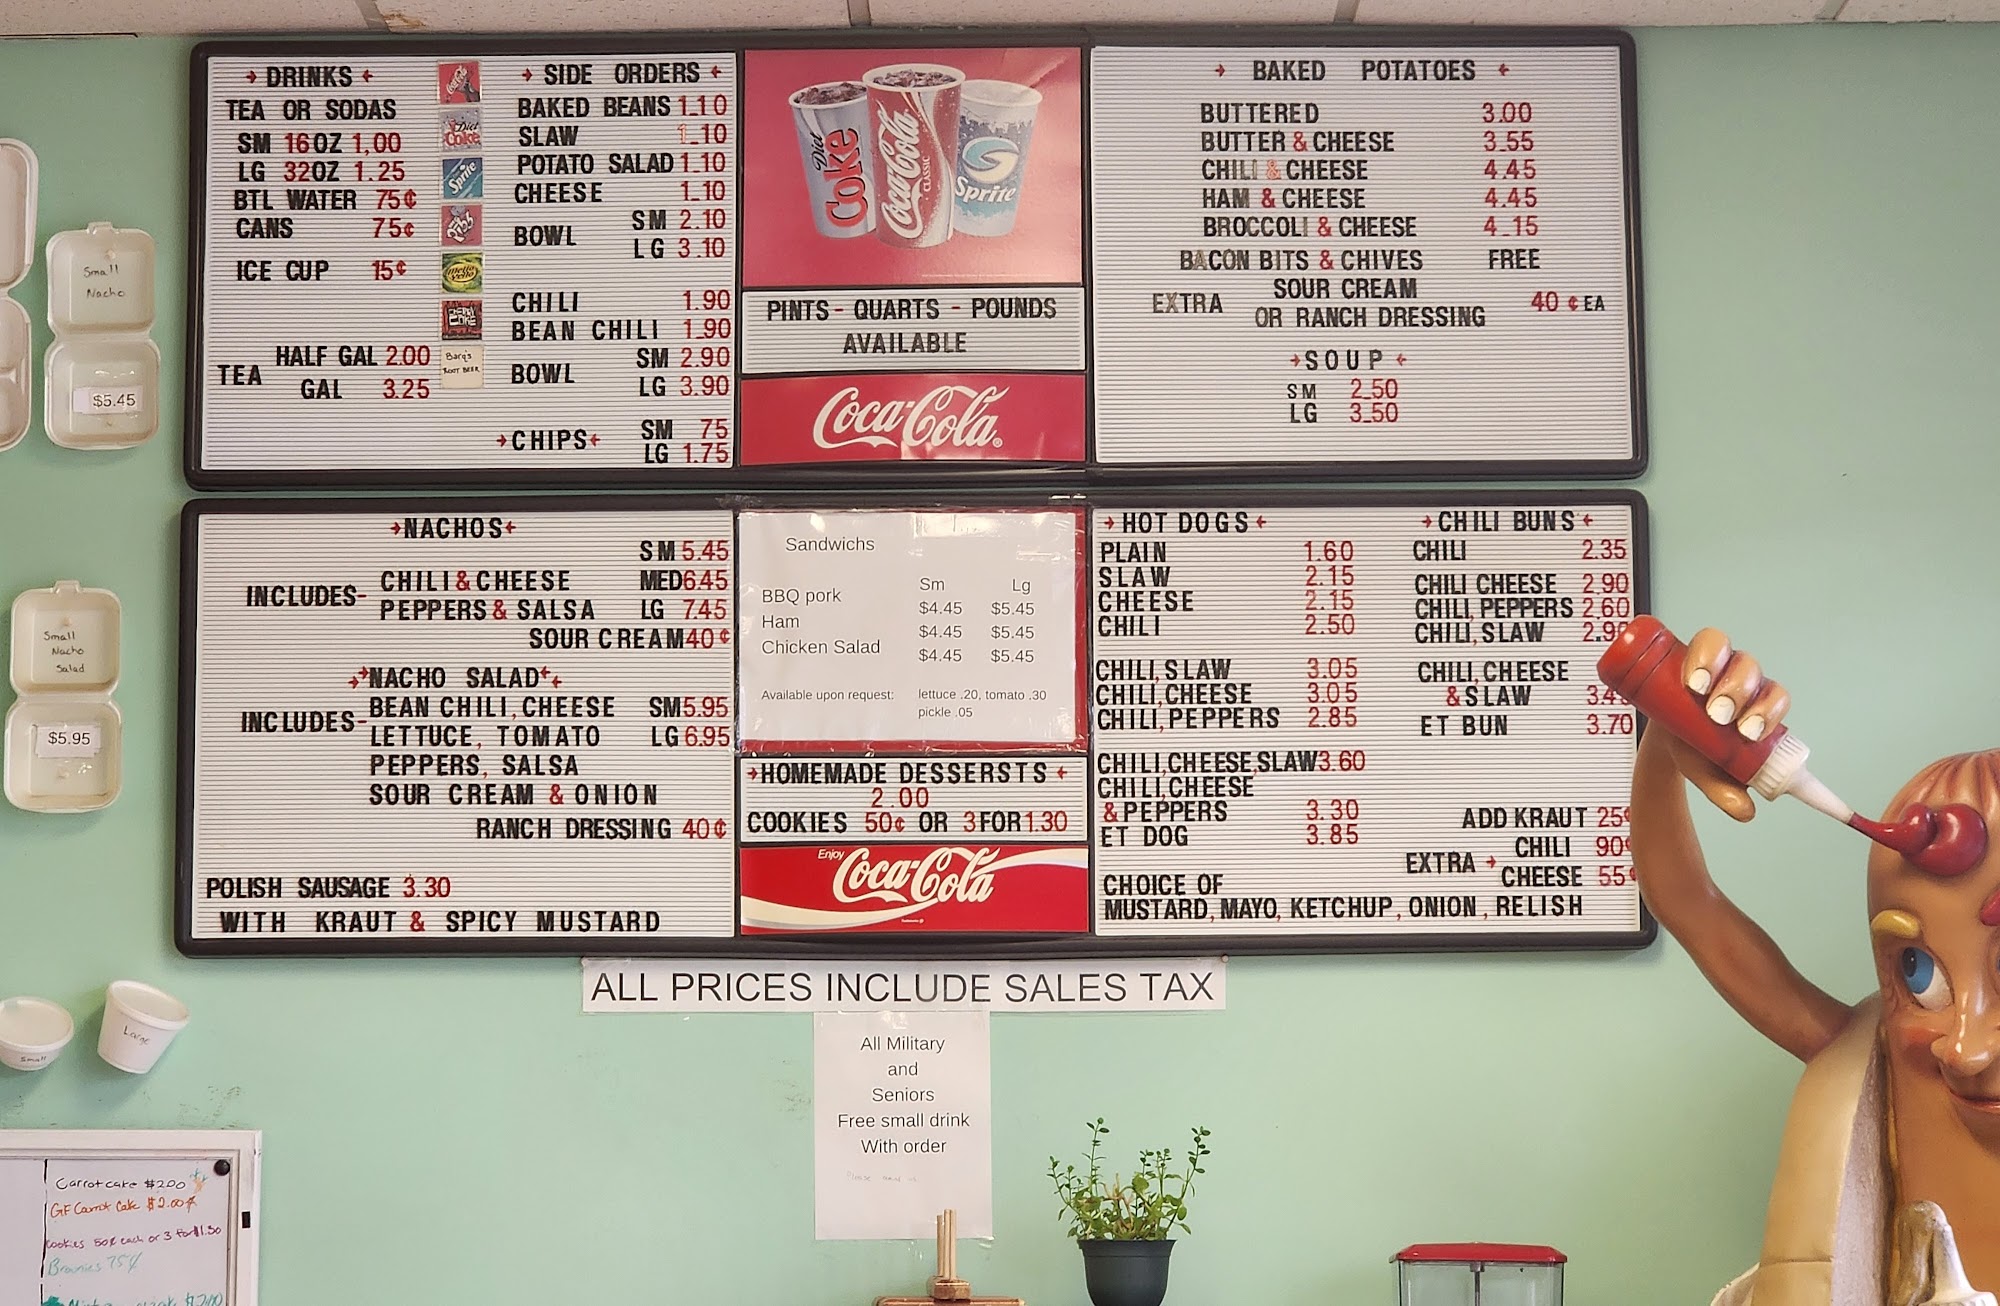 DRINKS
TEA OR SODAS
SM 16OZ 1,00
LG 32OZ 1.25
BTL WATER 75¢
CANS 75¢
ICE CUP 15¢
TEA
HALF GAL 2.00
GAL 3.25
Diet Coke
Sprite
Mello Yello
Barq's
ROOT BEER
SIDE ORDERS
BAKED BEANS 1.10
SLAW 1.10
POTATO SALAD 1.10
CHEESE 1.10
BOWL
SM 2.10
LG 3.10
CHILI 1.90
BEAN CHILI 1.90
BOWL
SM 2.90
LG 3.90
CHIPS
SM 75
LG 1.75
Diet Coke
Coca-Cola
CLASSIC
Sprite
PINTS - QUARTS - POUNDS
AVAILABLE
Coca-Cola
BAKED POTATOES
BUTTERED 3.00
BUTTER & CHEESE 3.55
CHILI & CHEESE 4.45
HAM & CHEESE 4.45
BROCCOLI & CHEESE 4.15
BACON BITS & CHIVES FREE
EXTRA SOUR CREAM
OR RANCH DRESSING 40 ¢ EA
SOUP
SM 2.50
LG 3.50
Small
Nacho
$5.45
Small
Nacho
Salad
$5.95
NACHOS
SM 5.45
INCLUDES- CHILI & CHEESE MED 6.45
PEPPERS & SALSA LG 7.45
SOUR CREAM 40 ¢
NACHO SALAD
INCLUDES- BEAN CHILI, CHEESE SM 5.95
LETTUCE, TOMATO LG 6.95
PEPPERS, SALSA
SOUR CREAM & ONION
RANCH DRESSING 40¢
POLISH SAUSAGE 3.30
WITH KRAUT & SPICY MUSTARD
Sandwichs
Sm Lg
BBQ pork $4.45 $5.45
Ham $4.45 $5.45
Chicken Salad $4.45 $5.45
Available upon request: lettuce .20, tomato .30
pickle .05
HOMEMADE DESSERSTS
2.00
COOKIES 50¢ OR 3 FOR 1.30
Enjoy
Coca-Cola
HOT DOGS
PLAIN 1.60
SLAW 2.15
CHEESE 2.15
CHILI 2.50
CHILI, SLAW 3.05
CHILI, CHEESE 3.05
CHILI, PEPPERS 2.85
CHILI, CHEESE, SLAW 3.60
CHILI, CHEESE
& PEPPERS 3.30
ET DOG 3.85
CHILI BUNS
CHILI 2.35
CHILI CHEESE 2.90
CHILI, PEPPERS 2.60
CHILI, SLAW 2.90
CHILI, CHEESE
& SLAW
ET BUN 3.70
ADD KRAUT 25¢
EXTRA CHILI 90¢
CHEESE 55¢
CHOICE OF
MUSTARD, MAYO, KETCHUP, ONION, RELISH
ALL PRICES INCLUDE SALES TAX
All Military
and
Seniors
Free small drink
With order
Small
Large
Carrot cake $2.00
GF Carrot Cake $2.00
Cookies 50¢ each or 3 for $1.30
Brownies 75¢